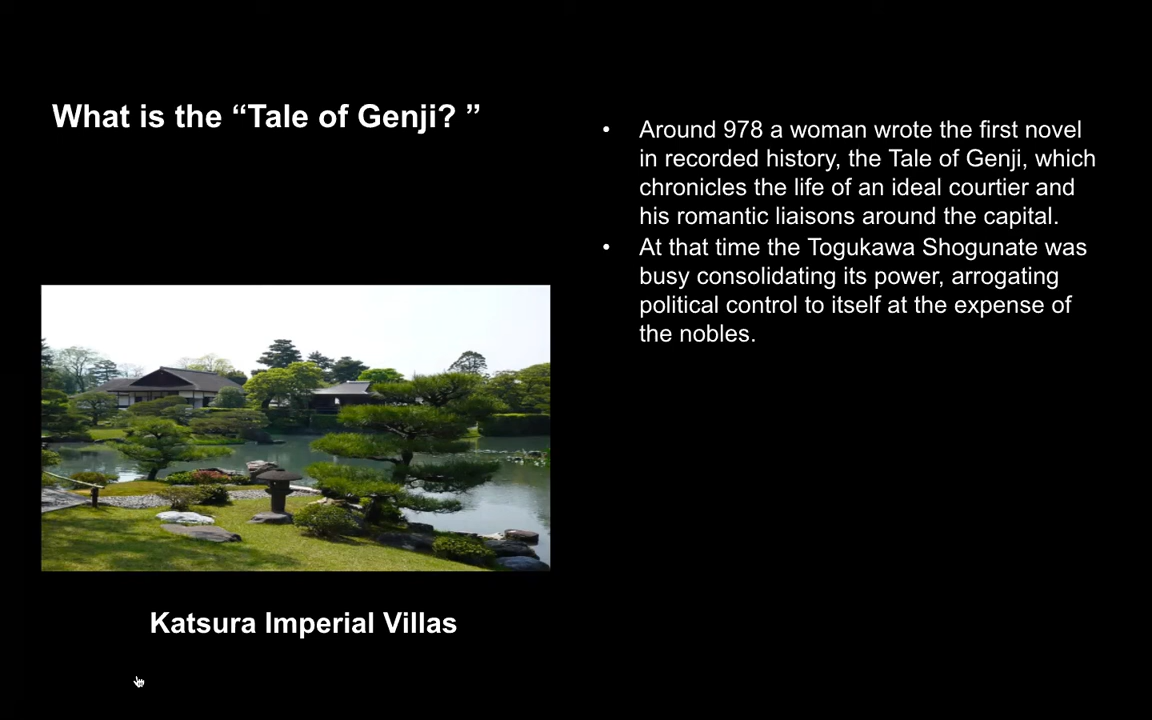 What is the “Tale of Genji? ”
• Around 978 a woman wrote the first novel
in recorded history, the Tale of Genji, which
chronicles the life of an ideal courtier and
his romantic liaisons around the capital.
• At that time the Togukawa Shogunate was
busy consolidating its power, arrogating
political control to itself at the expense of
the nobles.
Katsura Imperial Villas